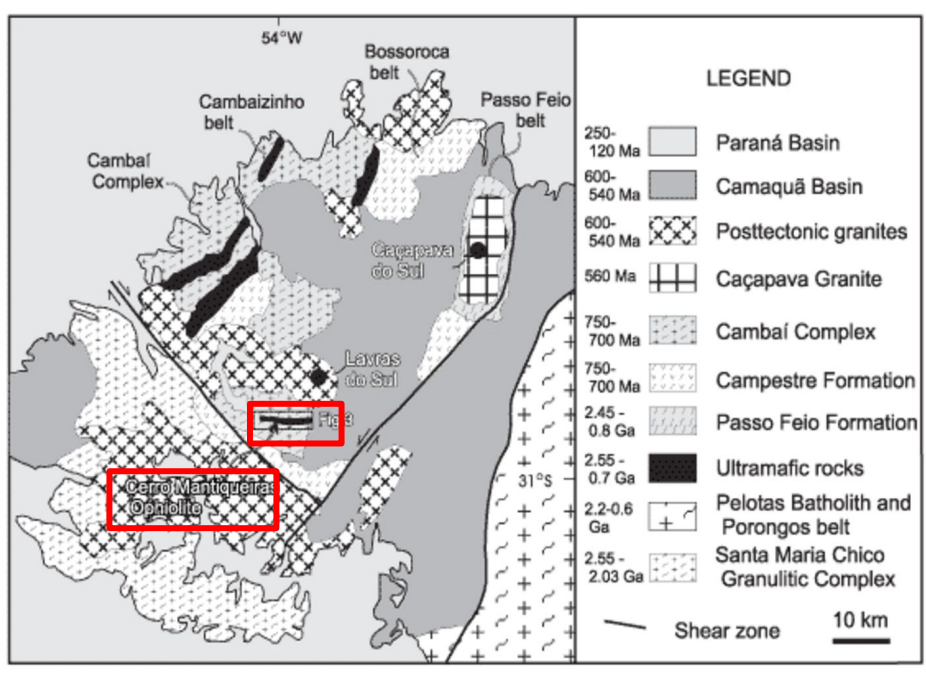 54°W
Bossoroca
belt
Cambaizinho
belt
Passo Feio
belt
Cambaí
Complex
Caçapava
do Sul
Lavras
do Sul
Fig 3
Cerro Mantiqueiras
Ophiolite
31°S
LEGEND
250-
120 Ma
Paraná Basin
600-
540 Ma
Camaquã Basin
600-
540 Ma
Posttectonic granites
560 Ma
Caçapava Granite
750-
700 Ma
Cambaí Complex
750-
700 Ma
Campestre Formation
2.45 -
0.8 Ga
Passo Feio Formation
2.55 -
0.7 Ga
Ultramafic rocks
2.2-0.6
Ga
Pelotas Batholith and
Porongos belt
2.55 -
2.03 Ga
Santa Maria Chico
Granulitic Complex
Shear zone
10 km